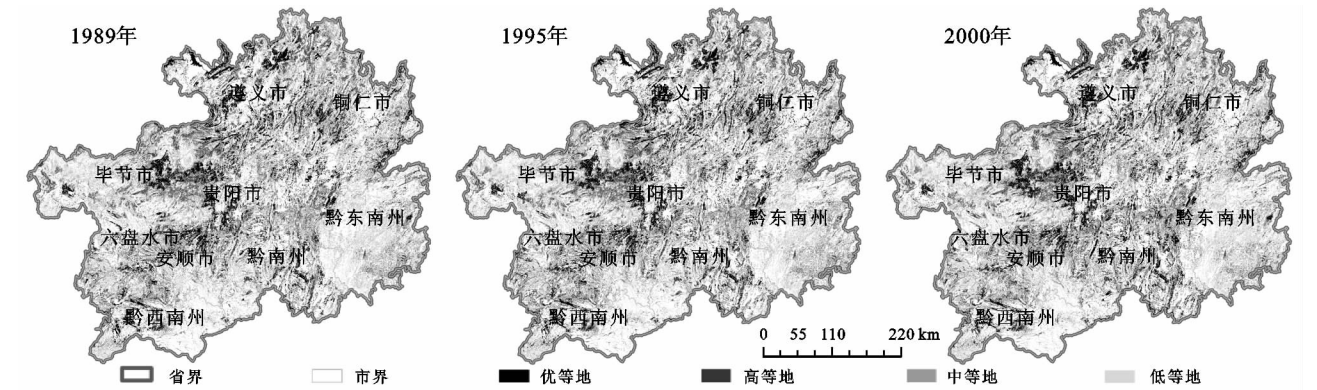 1989年
遵义市
铜仁市
毕节市
贵阳市
黔东南州
六盘水市
安顺市
黔南州
黔西南州
1995年
遵义市
铜仁市
毕节市
贵阳市
黔东南州
六盘水市
安顺市
黔南州
黔西南州
2000年
遵义市
铜仁市
毕节市
贵阳市
黔东南州
六盘水市
安顺市
黔南州
黔西南州
0 55 110 220 km
省界 市界 优等地 高等地 中等地 低等地